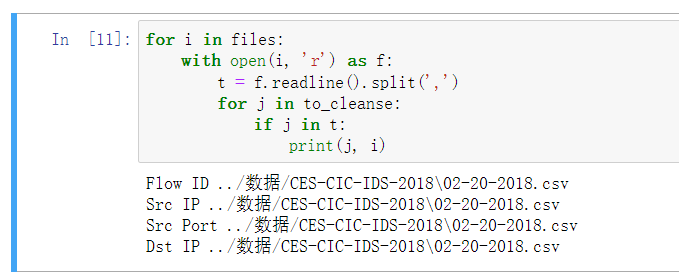 In [11]: for i in files:
with open(i, 'r') as f:
t = f.readline().split(',')
for j in to_cleanse:
if j in t:
print(j, i)
Flow ID ../数据/CES-CIC-IDS-2018\02-20-2018.csv
Src IP ../数据/CES-CIC-IDS-2018\02-20-2018.csv
Src Port ../数据/CES-CIC-IDS-2018\02-20-2018.csv
Dst IP ../数据/CES-CIC-IDS-2018\02-20-2018.csv